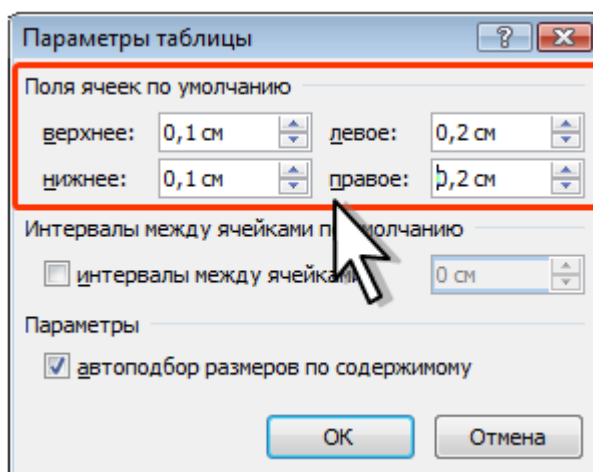 Параметры таблицы
Поля ячеек по умолчанию
верхнее: 0,1 см левое: 0,2 см
нижнее: 0,1 см правое: 0,2 см
Интервалы между ячейками по умолчанию
интервалы между ячейками 0 см
Параметры
автоподбор размеров по содержимому
ОК Отмена